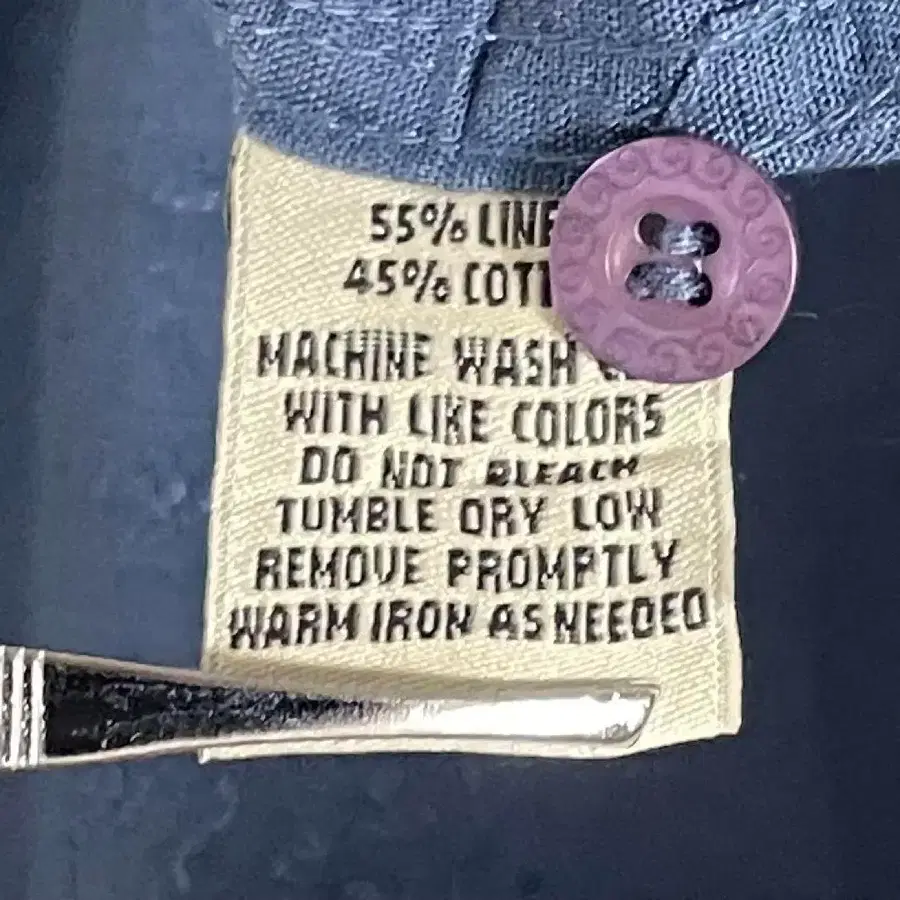 55% LINE
45% COTT
MACHINE WASH
WITH LIKE COLORS
DO NOT BLEACH
TUMBLE DRY LOW
REMOVE PROMPTLY
WARM IRON AS NEEDED